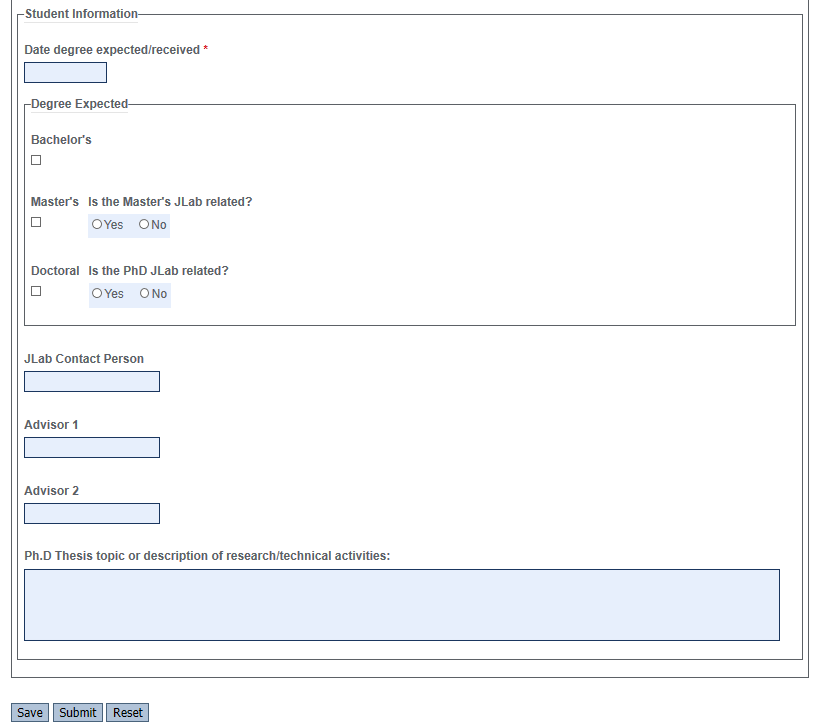 Student Information
Date degree expected/received *
Degree Expected
Bachelor's
Master's Is the Master's JLab related?
Yes No
Doctoral Is the PhD JLab related?
Yes No
JLab Contact Person
Advisor 1
Advisor 2
Ph.D Thesis topic or description of research/technical activities:
Save Submit Reset